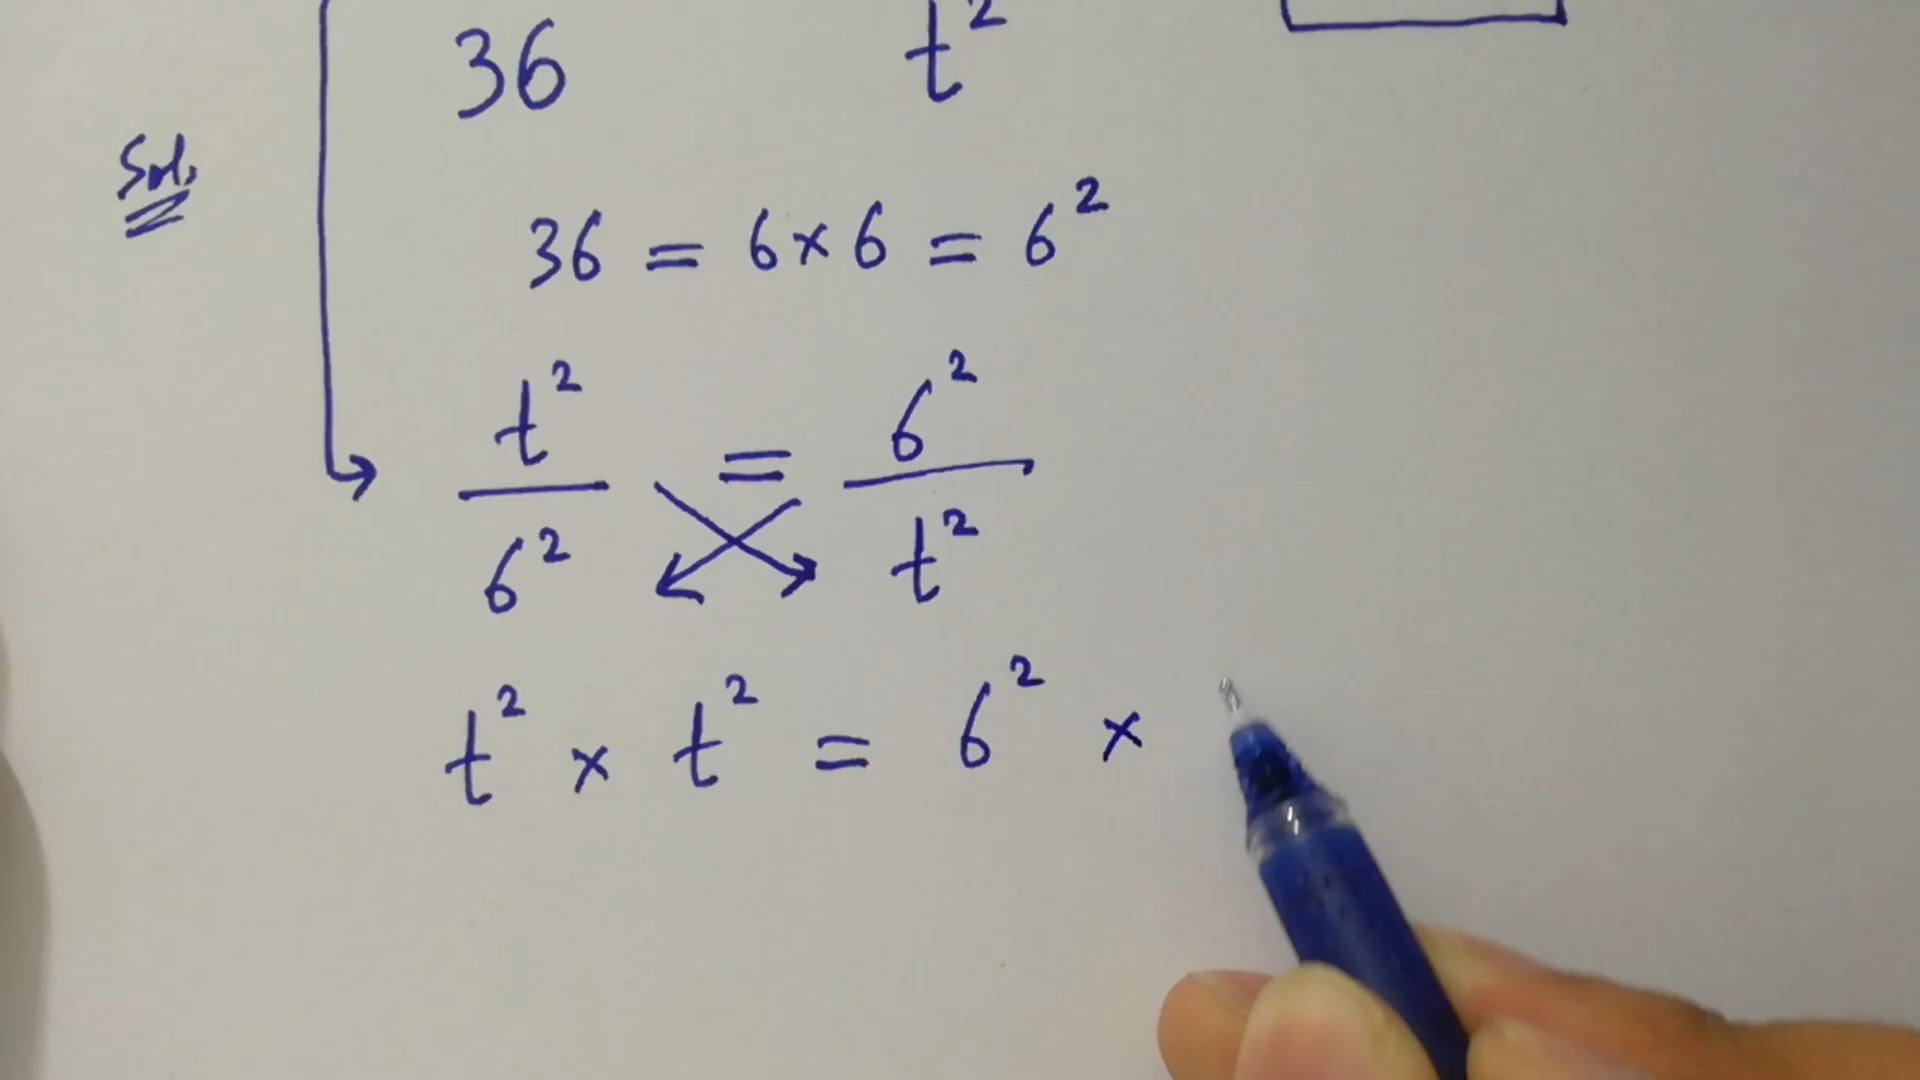 36 t²
Sol.
36 = 6 × 6 = 6²
t² = 6²
6² t²
t² × t² = 6² ×